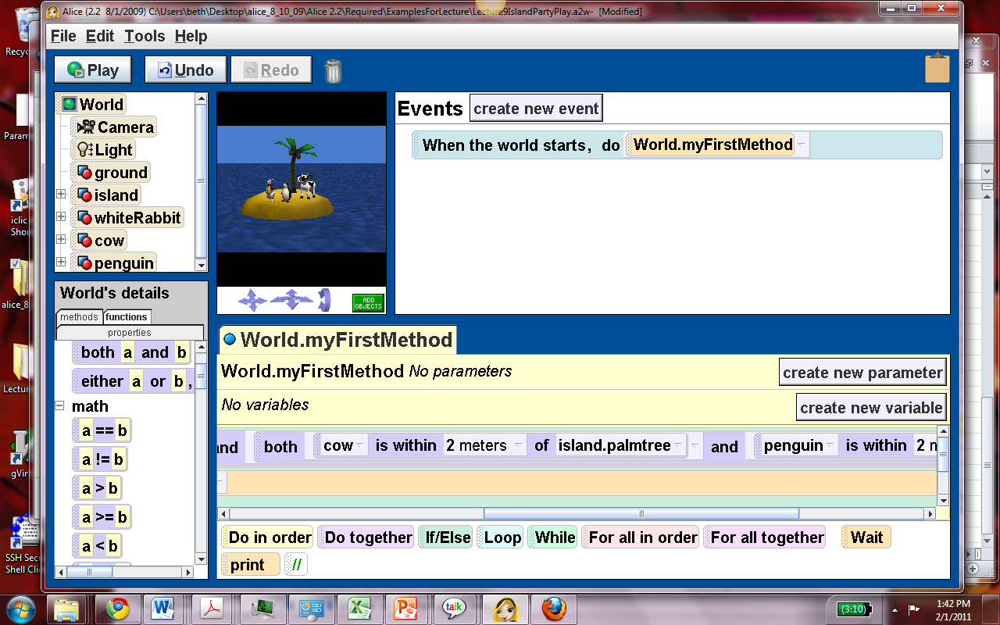 Alice (2.2 8/1/2009) C:\Users\beth\Desktop\alice_8_10_09\Alice 2.2\Required\ExamplesForLecture\Lecture9IslandPartyPlay.a2w- [Modified]
File Edit Tools Help
Play Undo Redo
World
Camera
Light
ground
island
whiteRabbit
cow
penguin
ADD OBJECTS
Events create new event
When the world starts, do World.myFirstMethod
World's details
methods functions
properties
both a and b
either a or b ,
math
a == b
a != b
a > b
a >= b
a < b
World.myFirstMethod
World.myFirstMethod No parameters create new parameter
No variables create new variable
and both cow is within 2 meters of island.palmtree and penguin is within 2 m
Do in order Do together If/Else Loop While For all in order For all together Wait
print //
Recyc
Param
iclic
Shor
alice_8
Lectur
gVin
SSH Sec
Shell Cli
talk
(3:10)
1:42 PM
2/1/2011